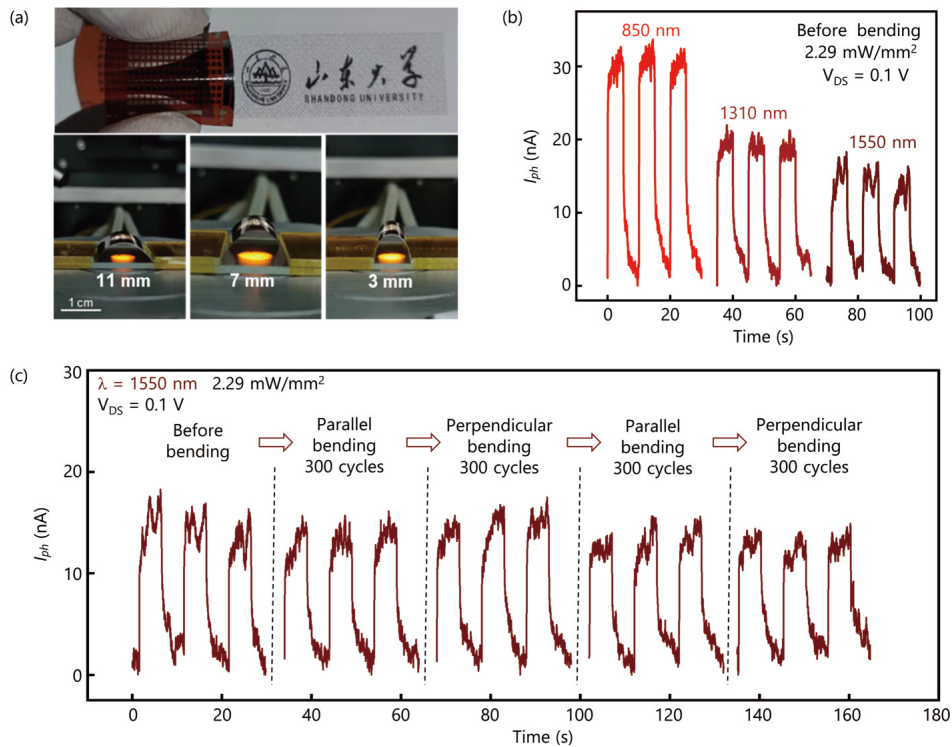 (a)
山东大学
SHANDONG UNIVERSITY
11 mm
7 mm
3 mm
1 cm
(b)
850 nm
Before bending
2.29 mW/mm²
V_DS = 0.1 V
1310 nm
1550 nm
I_ph (nA)
30
20
10
0
0 20 40 60 80 100
Time (s)
(c)
λ = 1550 nm 2.29 mW/mm²
V_DS = 0.1 V
Before
bending
Parallel
bending
300 cycles
Perpendicular
bending
300 cycles
Parallel
bending
300 cycles
Perpendicular
bending
300 cycles
I_ph (nA)
30
20
10
0
0 20 40 60 80 100 120 140 160 180
Time (s)